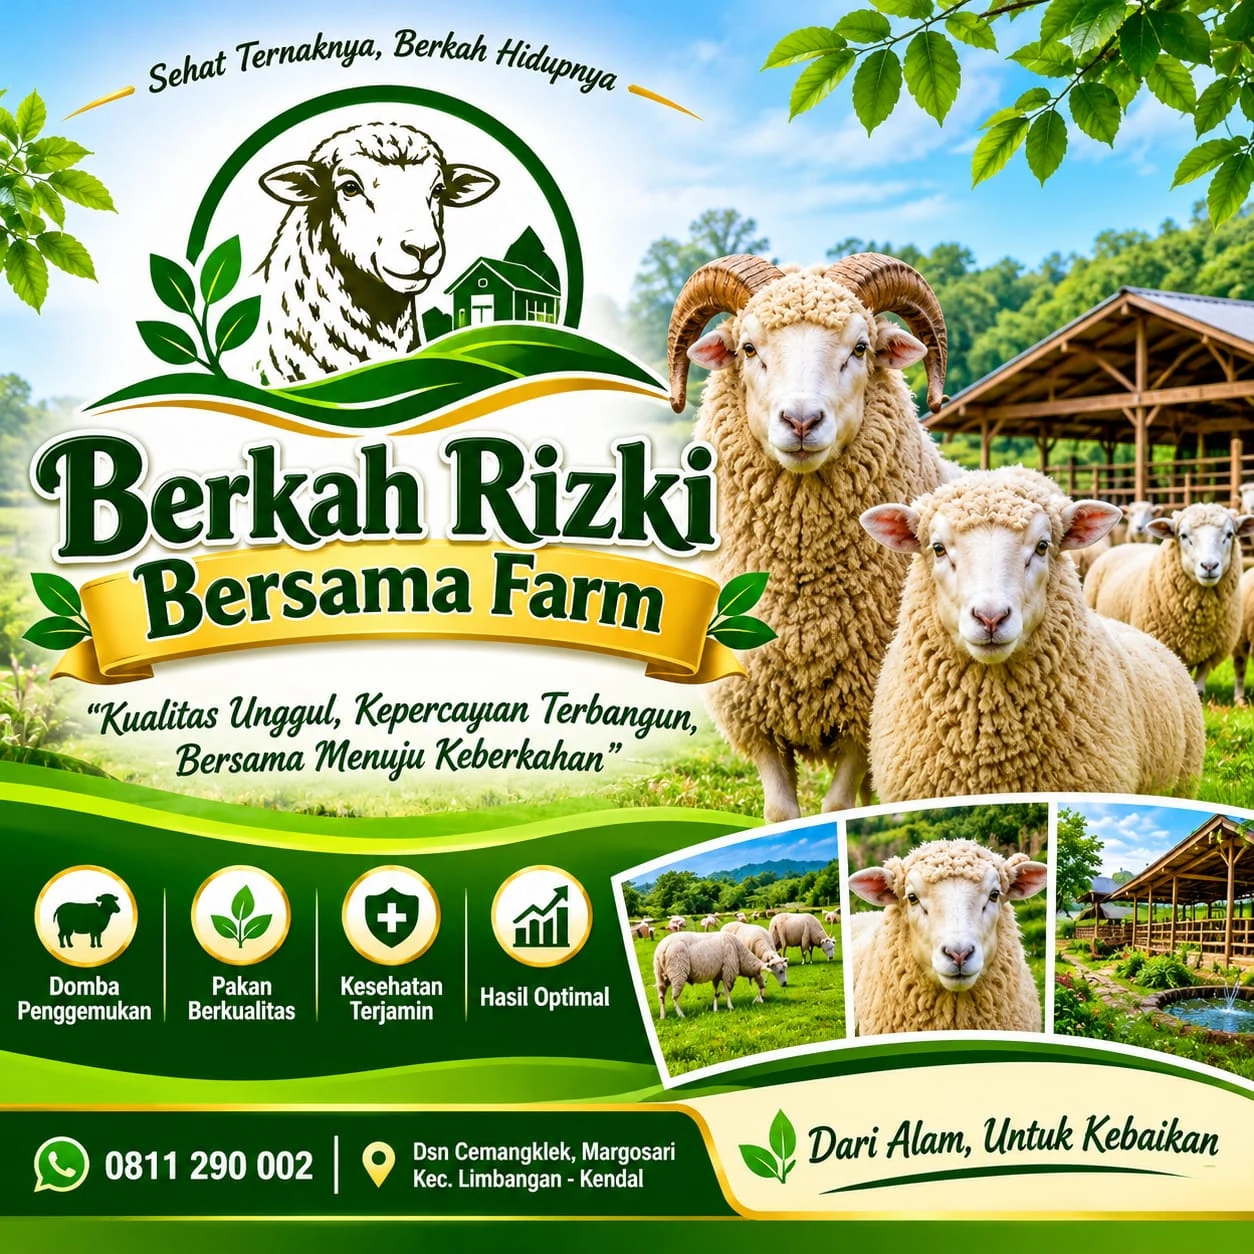 Sehat Ternaknya, Berkah Hidupnya
Berkah Rizki
Bersama Farm
“Kualitas Unggul, Kepercayaan Terbangun,
Bersama Menuju Keberkahan”
Domba
Penggemukan
Pakan
Berkualitas
Kesehatan
Terjamin
Hasil Optimal
0811 290 002
Dsn Cemangklek, Margosari
Kec. Limbangan - Kendal
Dari Alam, Untuk Kebaikan